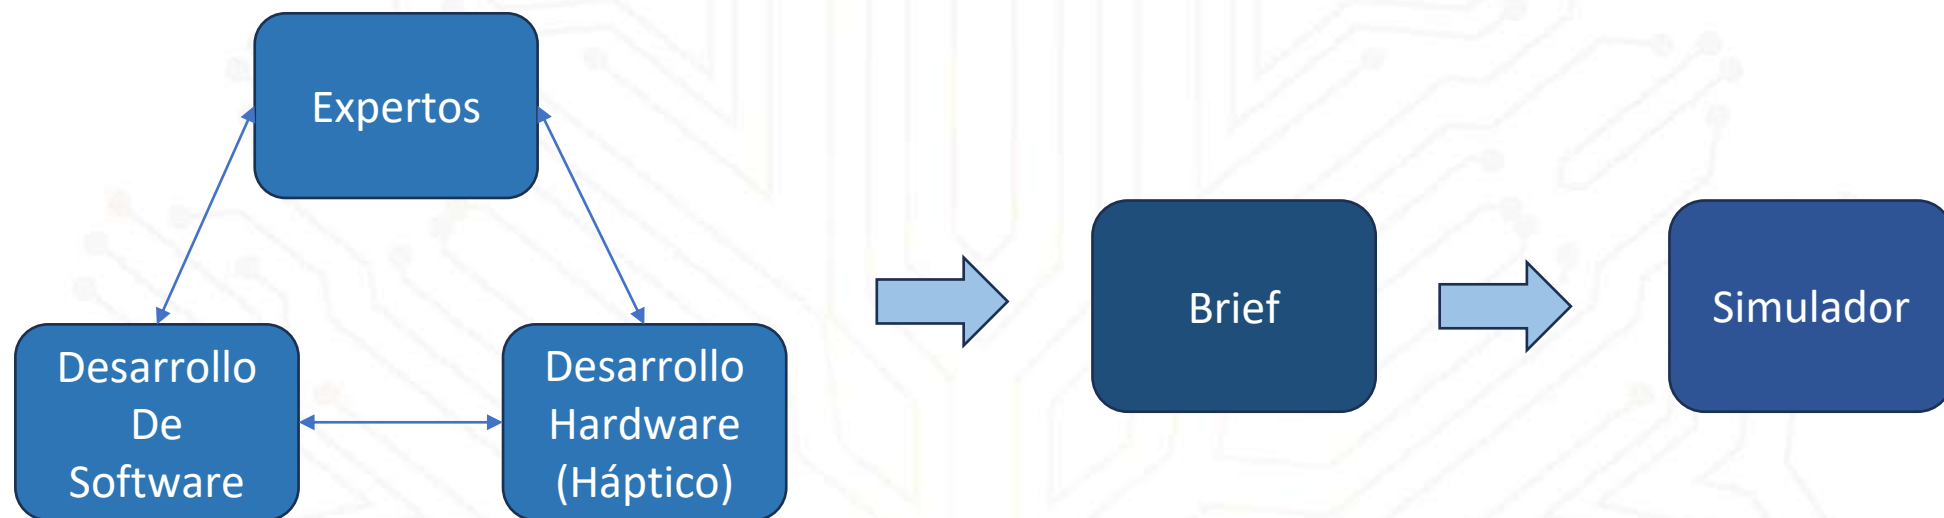 Expertos
Desarrollo
De
Software
Desarrollo
Hardware
(Háptico)
Brief
Simulador